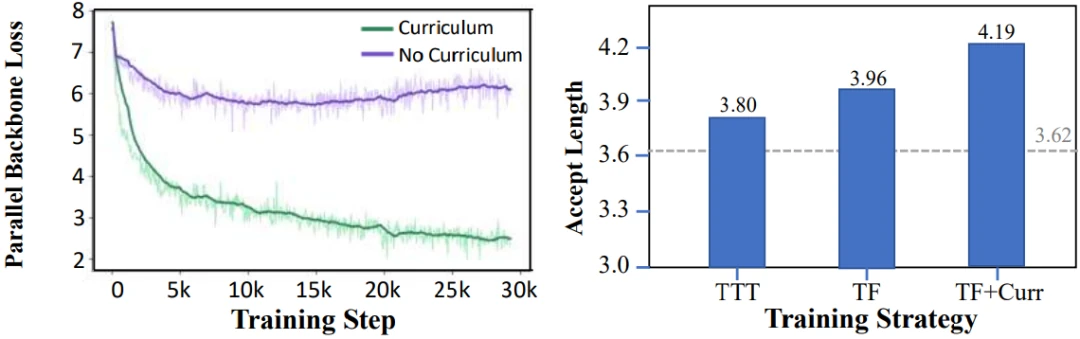 Parallel Backbone Loss
8
7
6
5
4
3
2
Curriculum
No Curriculum
0 5k 10k 15k 20k 25k 30k
Training Step
Accept Length
4.2
3.9
3.6
3.3
3.0
3.80
3.96
4.19
3.62
TTT TF TF+Curr
Training Strategy